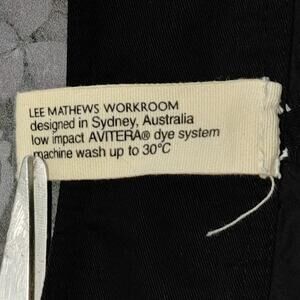 LEE MATHEWS WORKROOM
designed in Sydney, Australia
low impact AVITERA® dye system
machine wash up to 30°C